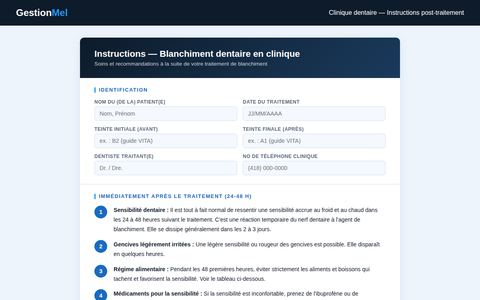 GestionMel
Clinique dentaire — Instructions post-traitement
Instructions — Blanchiment dentaire en clinique
Soins et recommandations à la suite de votre traitement de blanchiment
IDENTIFICATION
NOM DU (DE LA) PATIENT(E)
DATE DU TRAITEMENT
Nom, Prénom
JJ/MM/AAAA
TEINTE INITIALE (AVANT)
TEINTE FINALE (APRÈS)
ex. : B2 (guide VITA)
ex. : A1 (guide VITA)
DENTISTE TRAITANT(E)
NO DE TÉLÉPHONE CLINIQUE
Dr. / Dre.
(418) 000-0000
IMMÉDIATEMENT APRÈS LE TRAITEMENT (24-48 H)
1
Sensibilité dentaire : Il est tout à fait normal de ressentir une sensibilité accrue au froid et au chaud dans
les 24 à 48 heures suivant le traitement. C'est une réaction temporaire du nerf dentaire à l'agent de
blanchiment. Elle se dissipe généralement dans les 2 à 3 jours.
2
Gencives légèrement irritées : Une légère sensibilité ou rougeur des gencives est possible. Elle disparaît
en quelques heures.
3
Régime alimentaire : Pendant les 48 premières heures, éviter strictement les aliments et boissons qui
tachent et favorisent la sensibilité. Voir le tableau ci-dessous.
4
Médicaments pour la sensibilité : Si la sensibilité est inconfortable, prenez de l'ibuprofène ou de